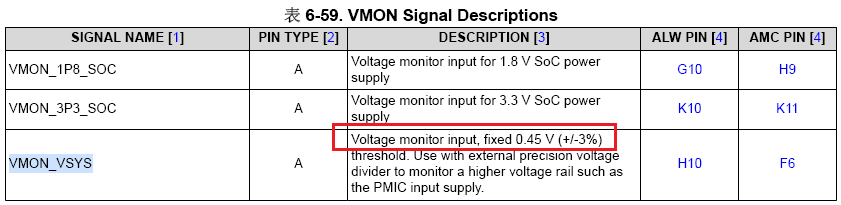 表 6-59. VMON Signal Descriptions
SIGNAL NAME [1] PIN TYPE [2] DESCRIPTION [3] ALW PIN [4] AMC PIN [4]
VMON_1P8_SOC A Voltage monitor input for 1.8 V SoC power G10 H9
supply
VMON_3P3_SOC A Voltage monitor input for 3.3 V SoC power K10 K11
supply
Voltage monitor input, fixed 0.45 V (+/-3%)
threshold. Use with external precision voltage
VMON_VSYS A divider to monitor a higher voltage rail such as H10 F6
the PMIC input supply.